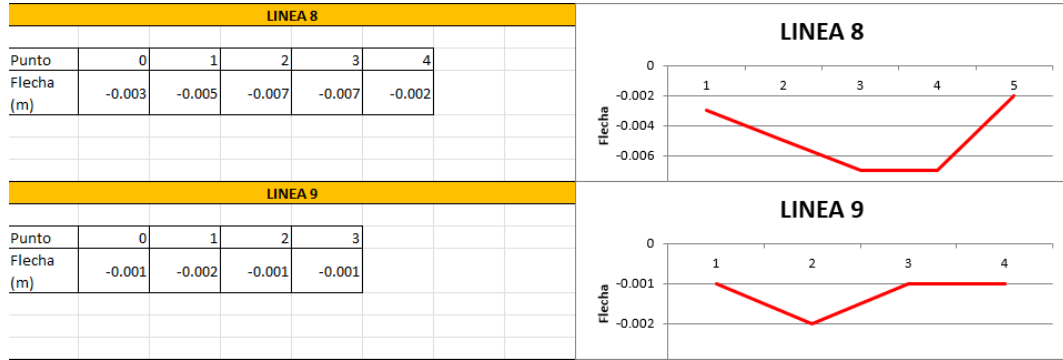 LINEA 8
Punto 0 1 2 3 4
Flecha (m) -0.003 -0.005 -0.007 -0.007 -0.002
LINEA 8
0
1 2 3 4 5
-0.002
-0.004
-0.006
Flecha
LINEA 9
Punto 0 1 2 3
Flecha (m) -0.001 -0.002 -0.001 -0.001
LINEA 9
0
1 2 3 4
-0.001
-0.002
Flecha